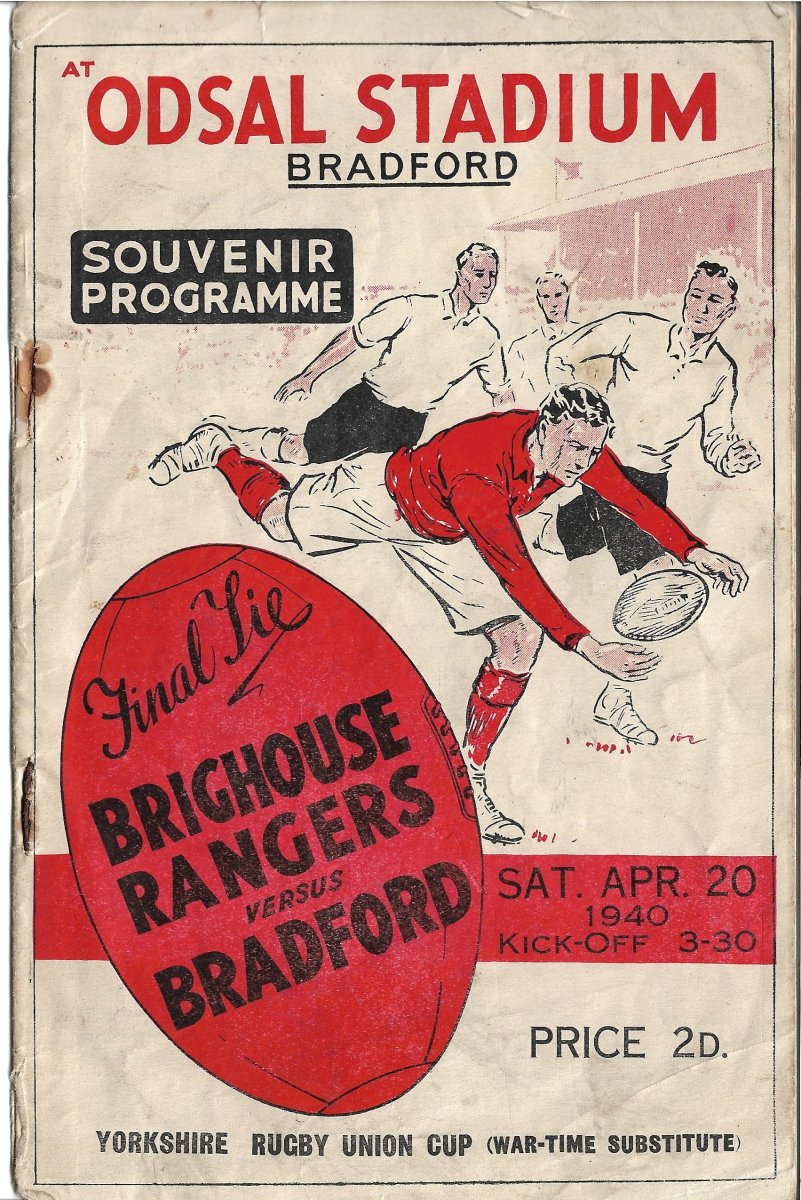 AT
ODSAL STADIUM
BRADFORD
SOUVENIR
PROGRAMME
Final Tie
BRIGHOUSE
RANGERS
VERSUS
BRADFORD
SAT. APR. 20
1940
KICK-OFF 3-30
PRICE 2D.
YORKSHIRE RUGBY UNION CUP (WAR-TIME SUBSTITUTE)